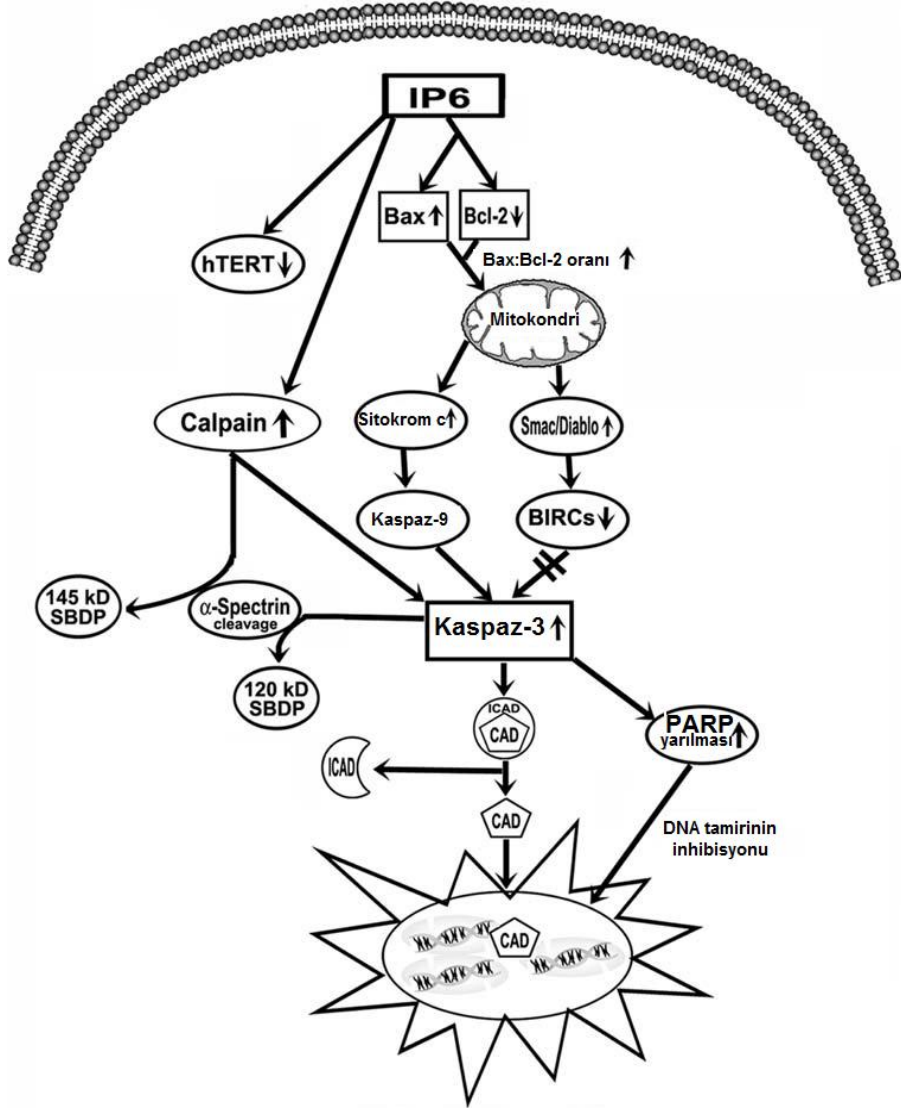 IP6
Bax ↑
Bcl-2 ↓
hTERT ↓
Bax:Bcl-2 oranı ↑
Mitokondri
Calpain ↑
Sitokrom c ↑
Smac/Diablo ↑
Kaspaz-9
BIRCs ↓
145 kD
SBDP
α-Spectrin
cleavage
Kaspaz-3 ↑
120 kD
SBDP
ICAD
CAD
PARP
yarılması ↑
ICAD
CAD
DNA tamirinin
inhibisyonu
CAD